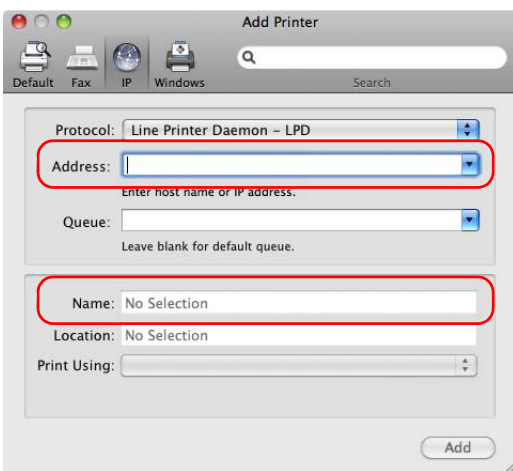 Add Printer
Default Fax IP Windows Search
Protocol: Line Printer Daemon – LPD
Address:
Enter host name or IP address.
Queue:
Leave blank for default queue.
Name: No Selection
Location: No Selection
Print Using:
Add